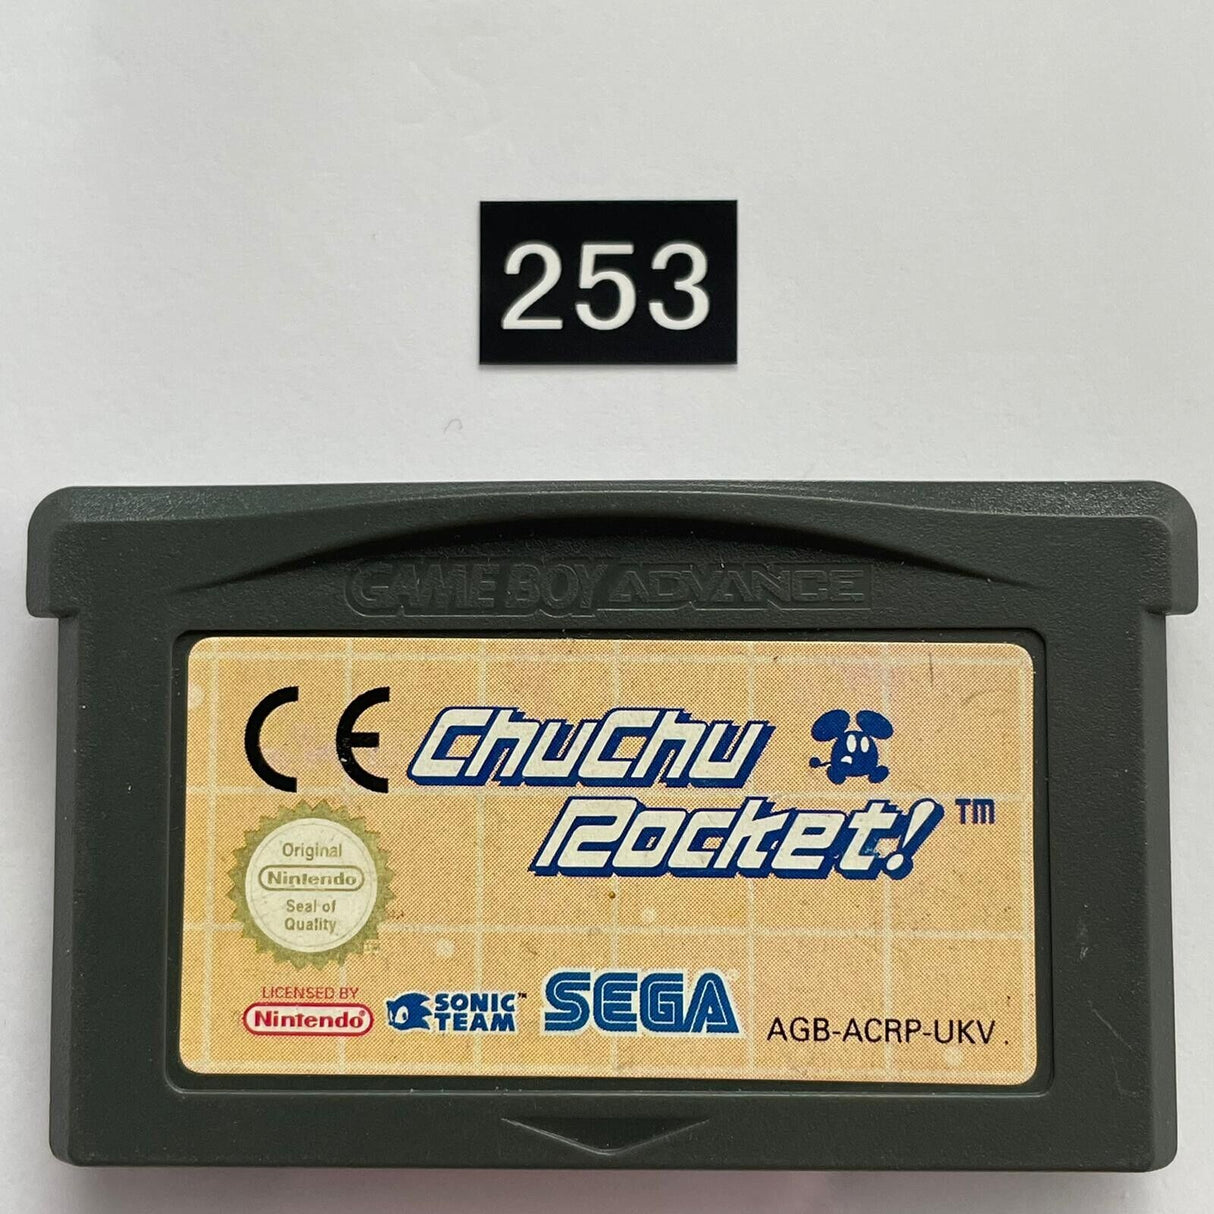 253
GAME BOY ADVANCE
CE
ChuChu
Rocket!™
Original
Nintendo
Seal of
Quality
LICENSED BY
Nintendo®
SONIC™
TEAM
SEGA®
AGB-ACRP-UKV